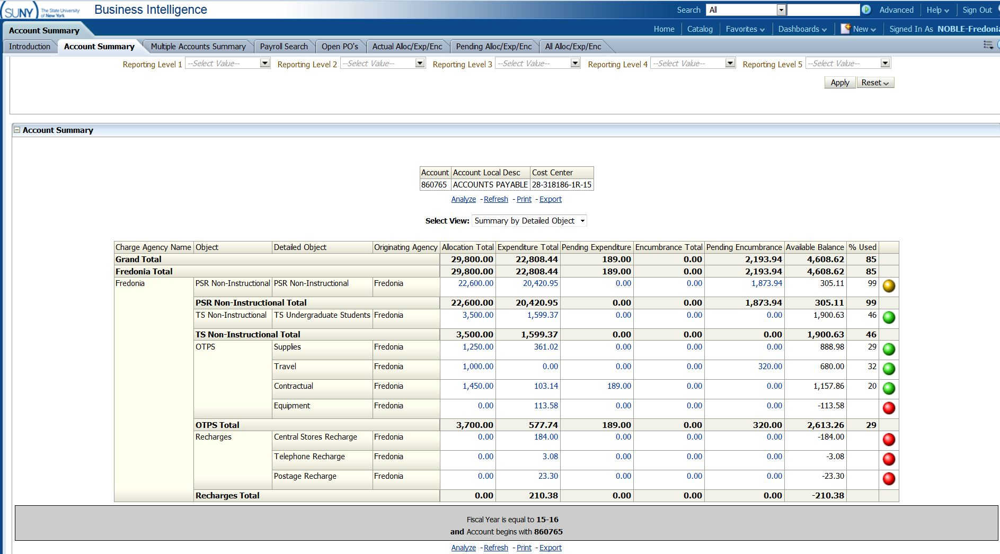 SUNY The State University of New York Business Intelligence Search All Advanced Help Sign Out
Account Summary Home Catalog Favorites Dashboards New Signed In As NOBLE-Fredonia
Introduction Account Summary Multiple Accounts Summary Payroll Search Open PO's Actual Alloc/Exp/Enc Pending Alloc/Exp/Enc All Alloc/Exp/Enc
Reporting Level 1 --Select Value-- Reporting Level 2 --Select Value-- Reporting Level 3 --Select Value-- Reporting Level 4 --Select Value-- Reporting Level 5 --Select Value--
Apply Reset
Account Summary
Account Account Local Desc Cost Center
860765 ACCOUNTS PAYABLE 28-318186-1R-15
Analyze - Refresh - Print - Export
Select View: Summary by Detailed Object
Charge Agency Name Object Detailed Object Originating Agency Allocation Total Expenditure Total Pending Expenditure Encumbrance Total Pending Encumbrance Available Balance % Used
Grand Total 29,800.00 22,808.44 189.00 0.00 2,193.94 4,608.62 85
Fredonia Total 29,800.00 22,808.44 189.00 0.00 2,193.94 4,608.62 85
Fredonia PSR Non-Instructional PSR Non-Instructional Fredonia 22,600.00 20,420.95 0.00 0.00 1,873.94 305.11 99
PSR Non-Instructional Total 22,600.00 20,420.95 0.00 0.00 1,873.94 305.11 99
TS Non-Instructional TS Undergraduate Students Fredonia 3,500.00 1,599.37 0.00 0.00 0.00 1,900.63 46
TS Non-Instructional Total 3,500.00 1,599.37 0.00 0.00 0.00 1,900.63 46
OTPS Supplies Fredonia 1,250.00 361.02 0.00 0.00 0.00 888.98 29
Travel Fredonia 1,000.00 0.00 0.00 0.00 320.00 680.00 32
Contractual Fredonia 1,450.00 103.14 189.00 0.00 0.00 1,157.86 20
Equipment Fredonia 0.00 113.58 0.00 0.00 0.00 -113.58
OTPS Total 3,700.00 577.74 189.00 0.00 320.00 2,613.26 29
Recharges Central Stores Recharge Fredonia 0.00 184.00 0.00 0.00 0.00 -184.00
Telephone Recharge Fredonia 0.00 3.08 0.00 0.00 0.00 -3.08
Postage Recharge Fredonia 0.00 23.30 0.00 0.00 0.00 -23.30
Recharges Total 0.00 210.38 0.00 0.00 0.00 -210.38
Fiscal Year is equal to 15-16
and Account begins with 860765
Analyze - Refresh - Print - Export